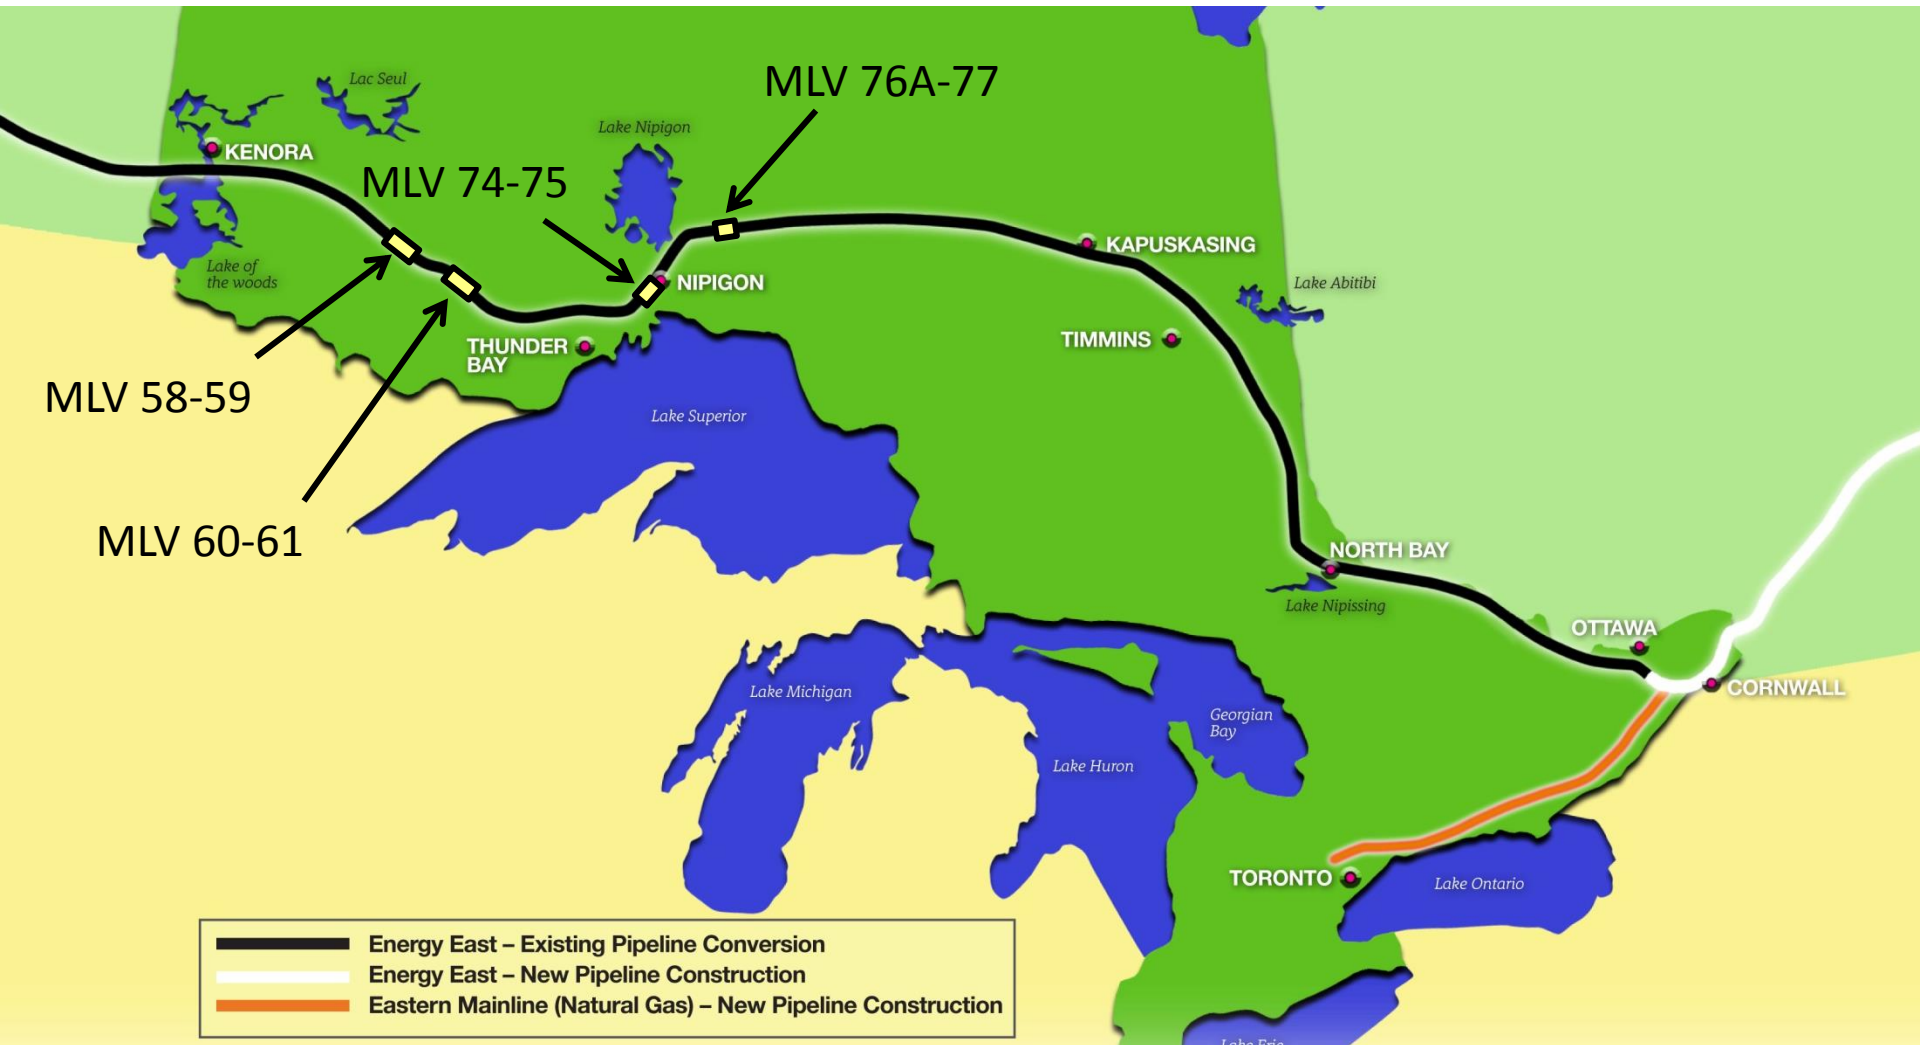 MLV 76A-77
Lac Seul
Lake Nipigon
KENORA
MLV 74-75
KAPUSKASING
Lake of
the woods
NIPIGON
Lake Abitibi
TIMMINS
THUNDER
BAY
MLV 58-59
Lake Superior
MLV 60-61
NORTH BAY
Lake Nipissing
OTTAWA
Lake Michigan
CORNWALL
Georgian
Bay
Lake Huron
TORONTO
Lake Ontario
Energy East – Existing Pipeline Conversion
Energy East – New Pipeline Construction
Eastern Mainline (Natural Gas) – New Pipeline Construction
Lake Erie